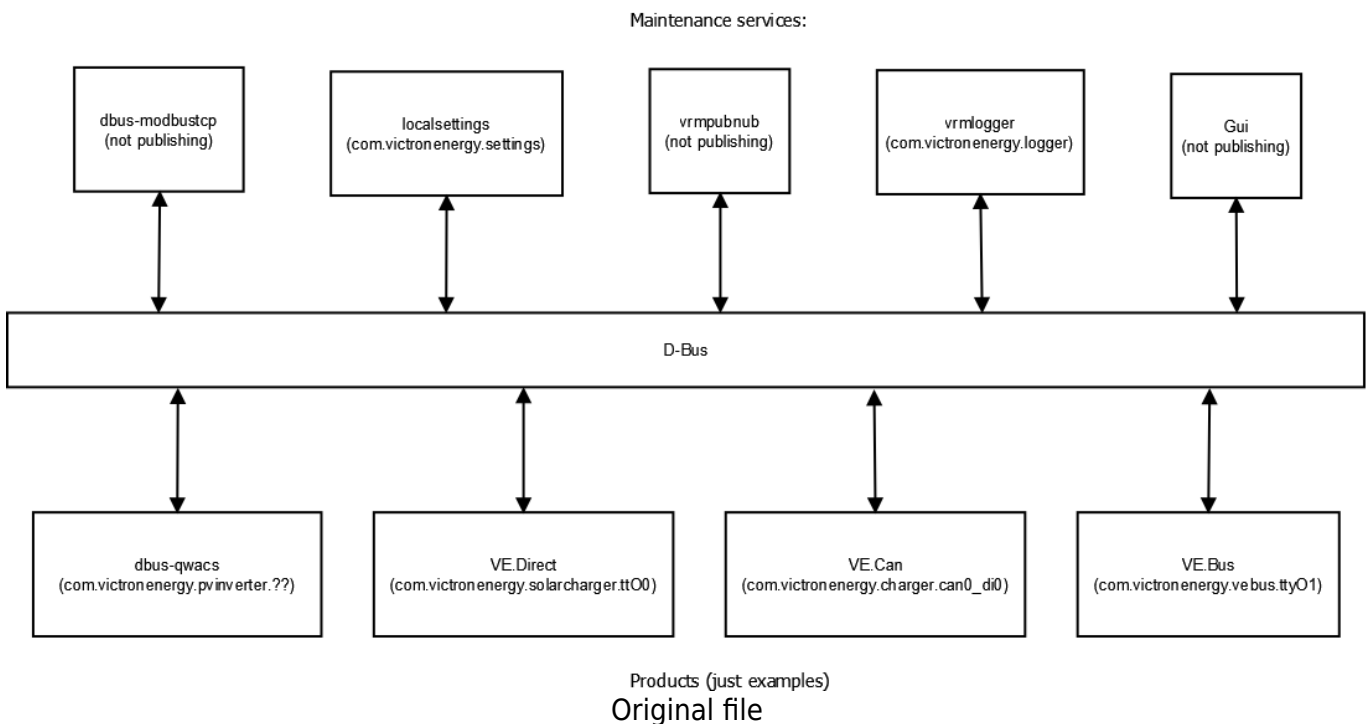 Maintenance services:
dbus-modbustcp
(not publishing)
localsettings
(com.victronenergy.settings)
vrmpubnub
(not publishing)
vrmlogger
(com.victronenergy.logger)
Gui
(not publishing)
D-Bus
dbus-qwacs
(com.victronenergy.pvinverter.??)
VE.Direct
(com.victronenergy.solarcharger.ttO0)
VE.Can
(com.victronenergy.charger.can0_di0)
VE.Bus
(com.victronenergy.vebus.ttyO1)
Products (just examples)
Original file